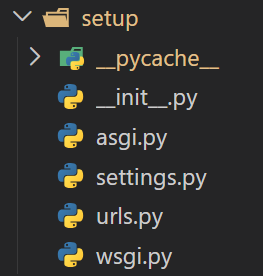 setup
__pycache__
__init__.py
asgi.py
settings.py
urls.py
wsgi.py